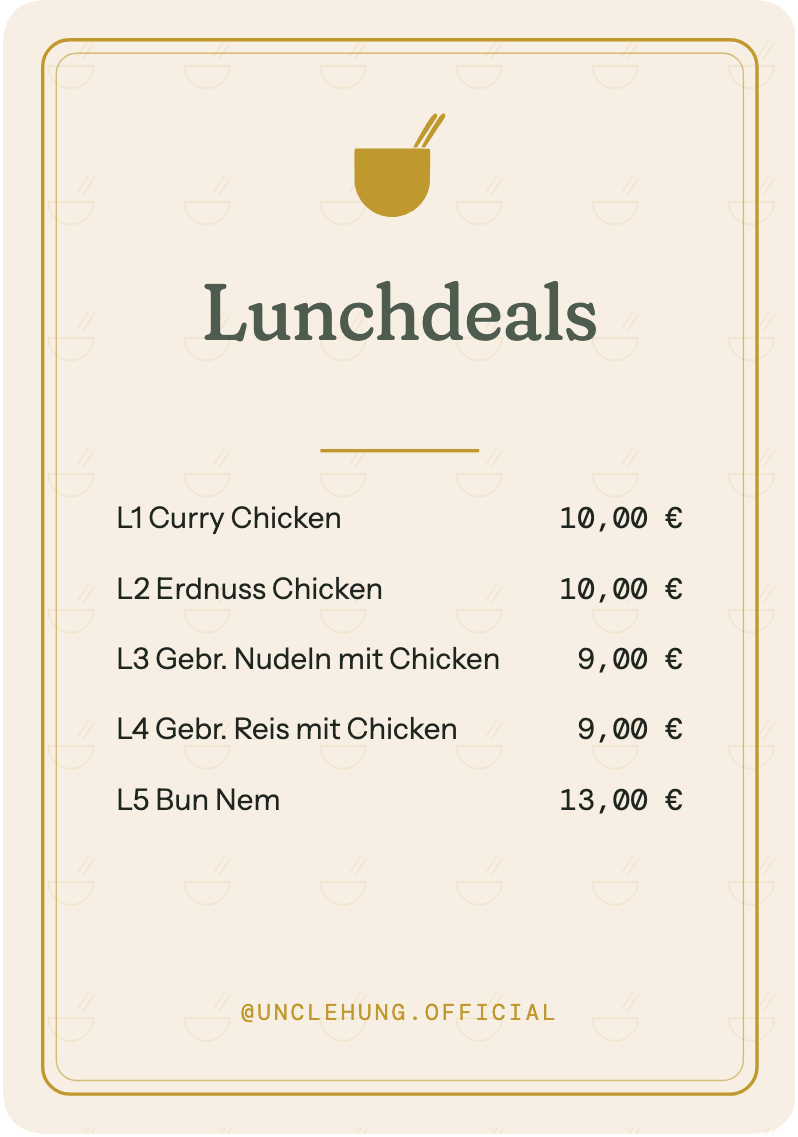 Lunchdeals
L1 Curry Chicken 10,00 €
L2 Erdnuss Chicken 10,00 €
L3 Gebr. Nudeln mit Chicken 9,00 €
L4 Gebr. Reis mit Chicken 9,00 €
L5 Bun Nem 13,00 €
@UNCLEHUNG.OFFICIAL